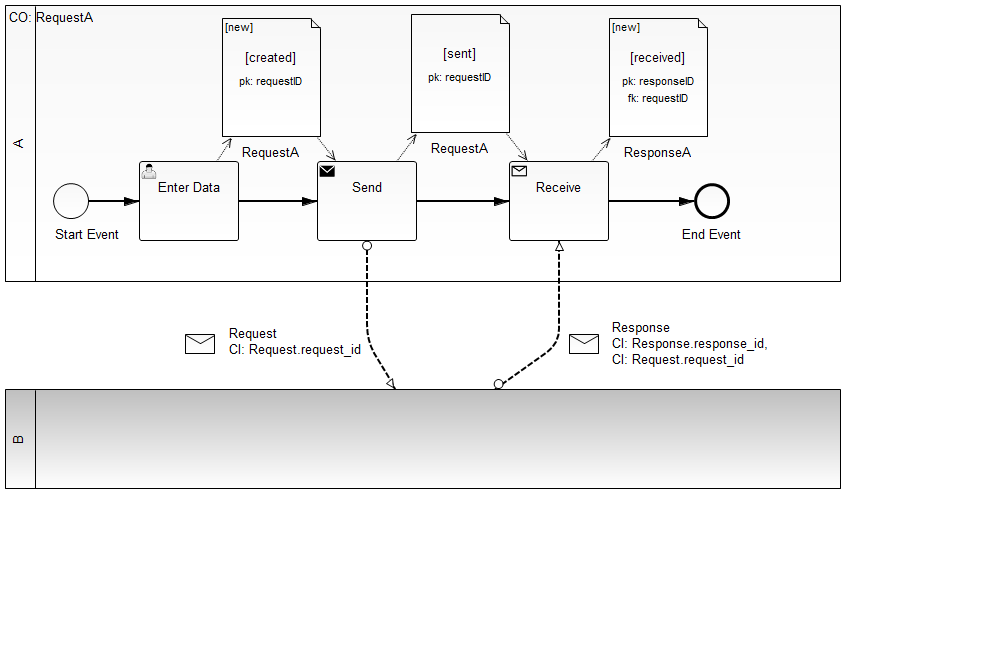 CO: RequestA
[new]
[created]
pk: requestID
RequestA
[sent]
pk: requestID
RequestA
[new]
[received]
pk: responseID
fk: requestID
ResponseA
A
Start Event
Enter Data
Send
Receive
End Event
Request
CI: Request.request_id
Response
CI: Response.response_id,
CI: Request.request_id
B